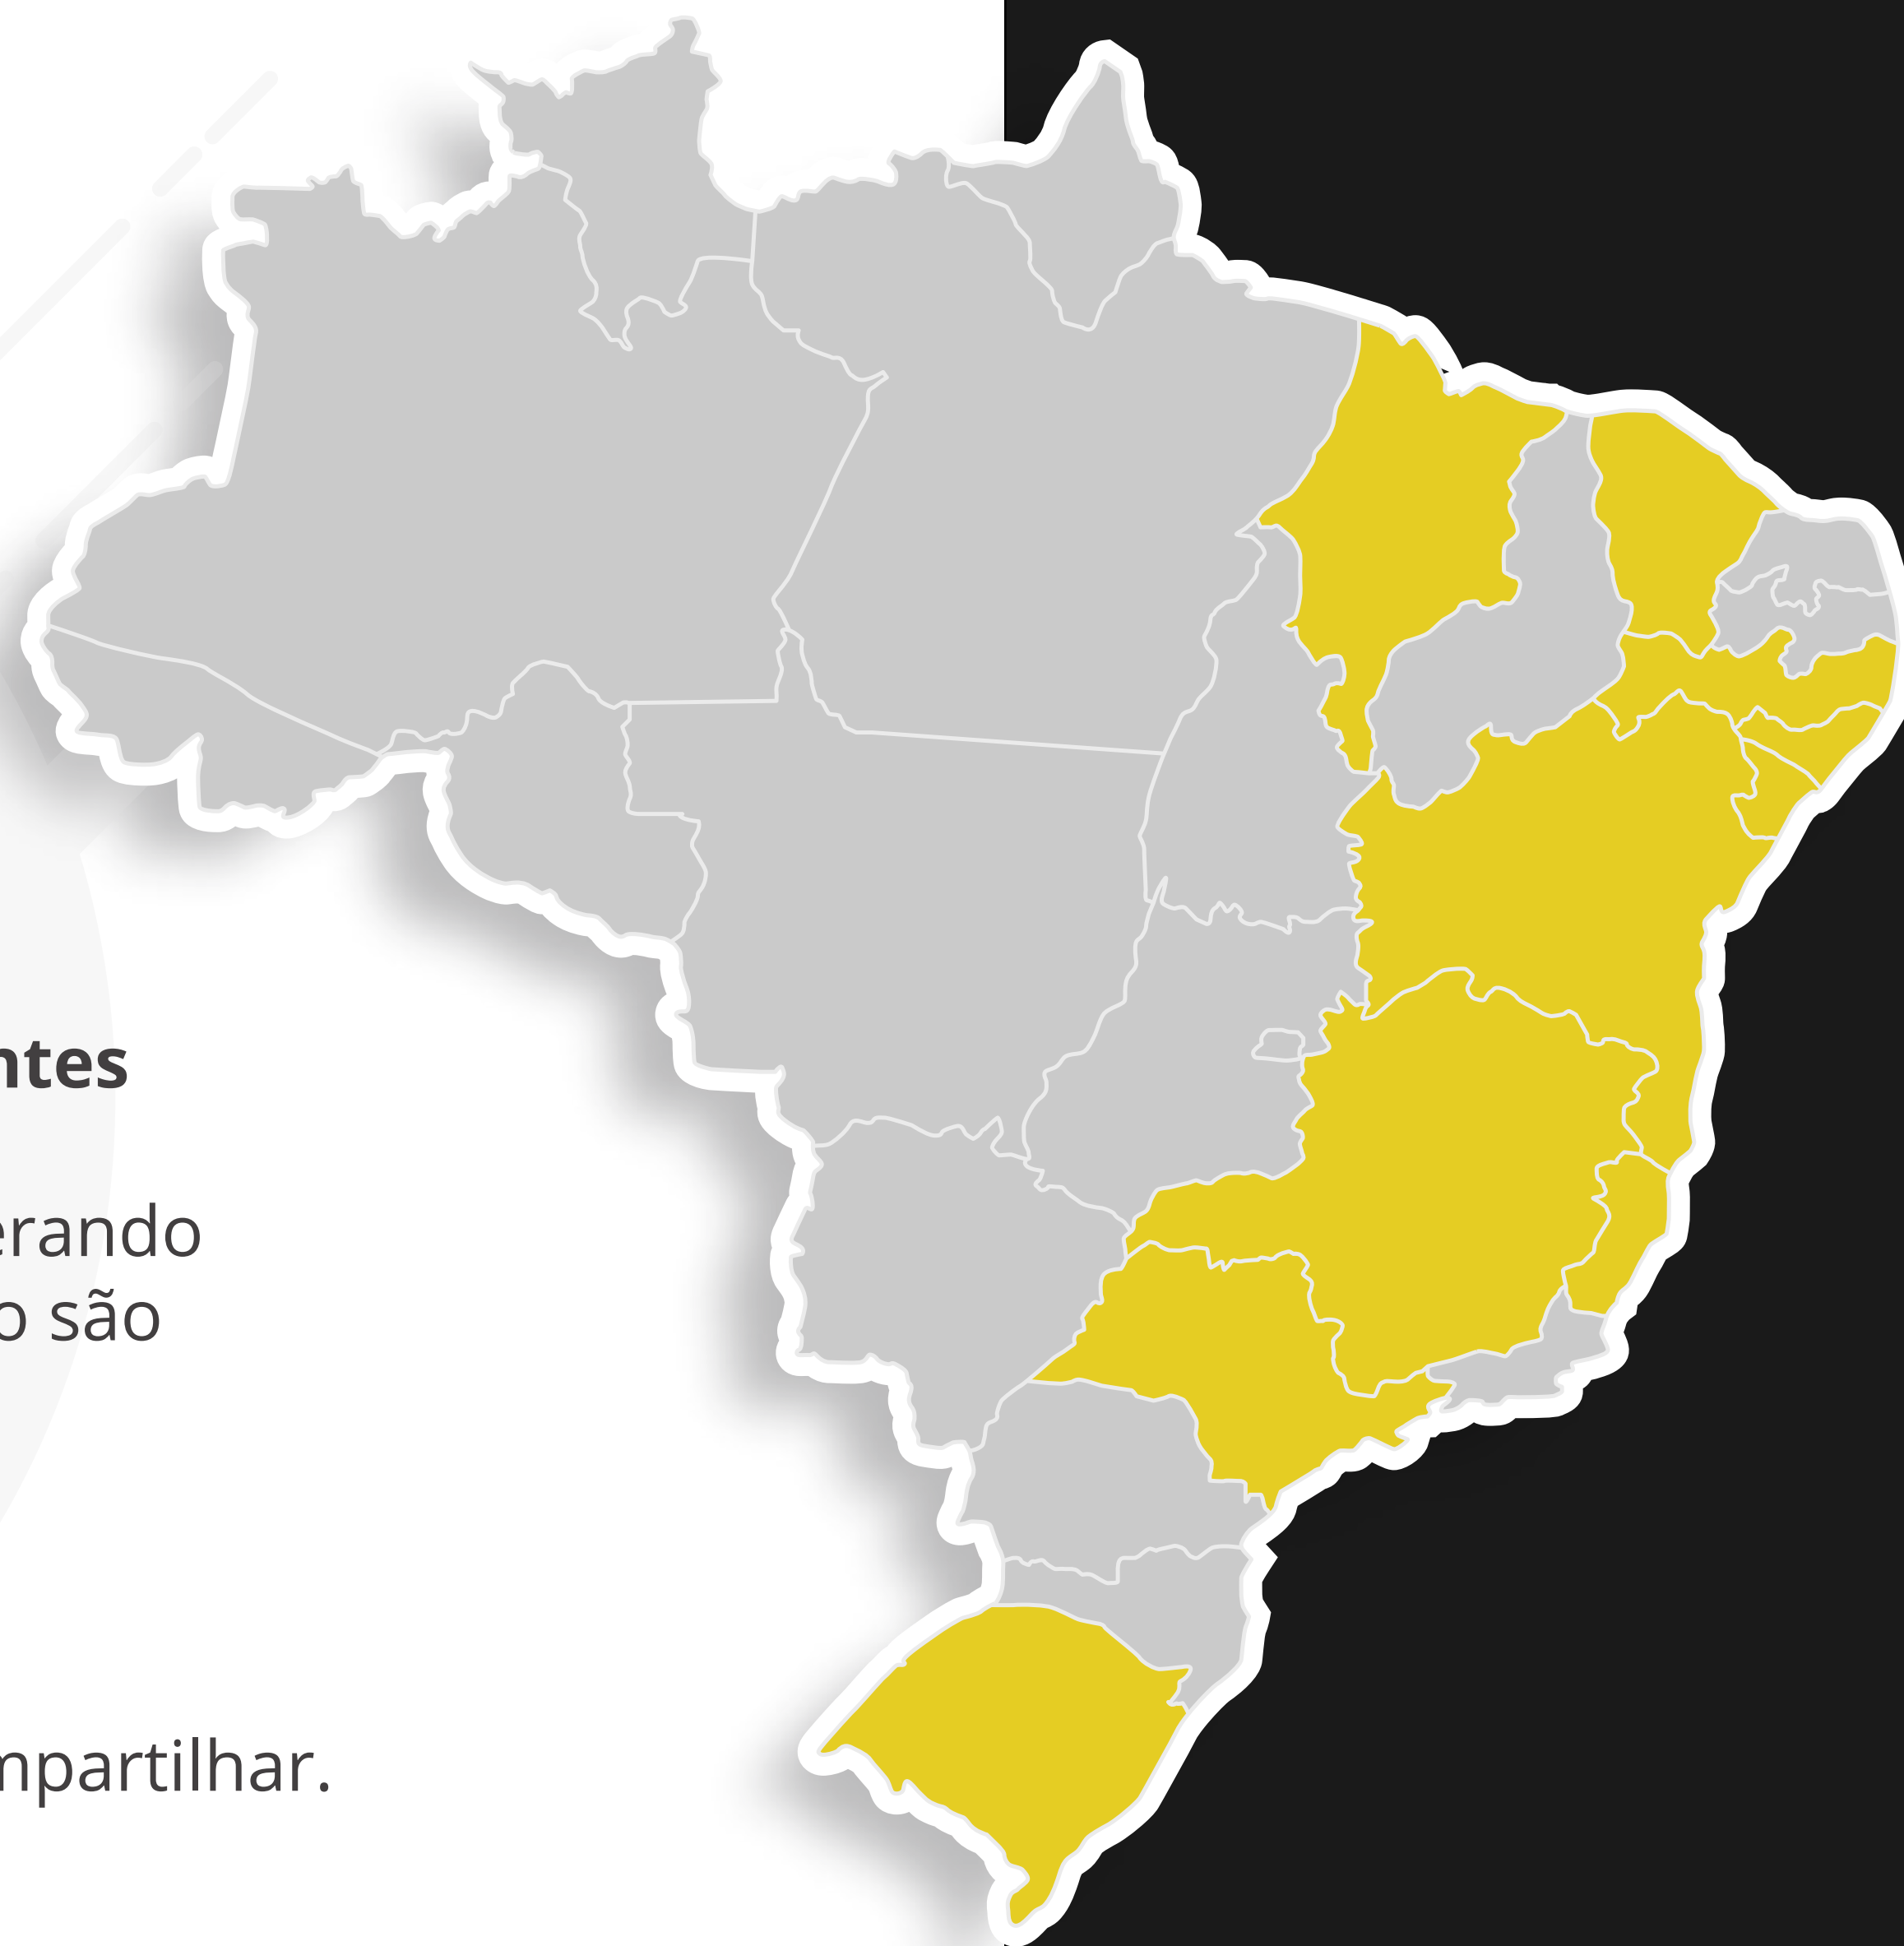 ntes
erando
o são
mpartilhar.